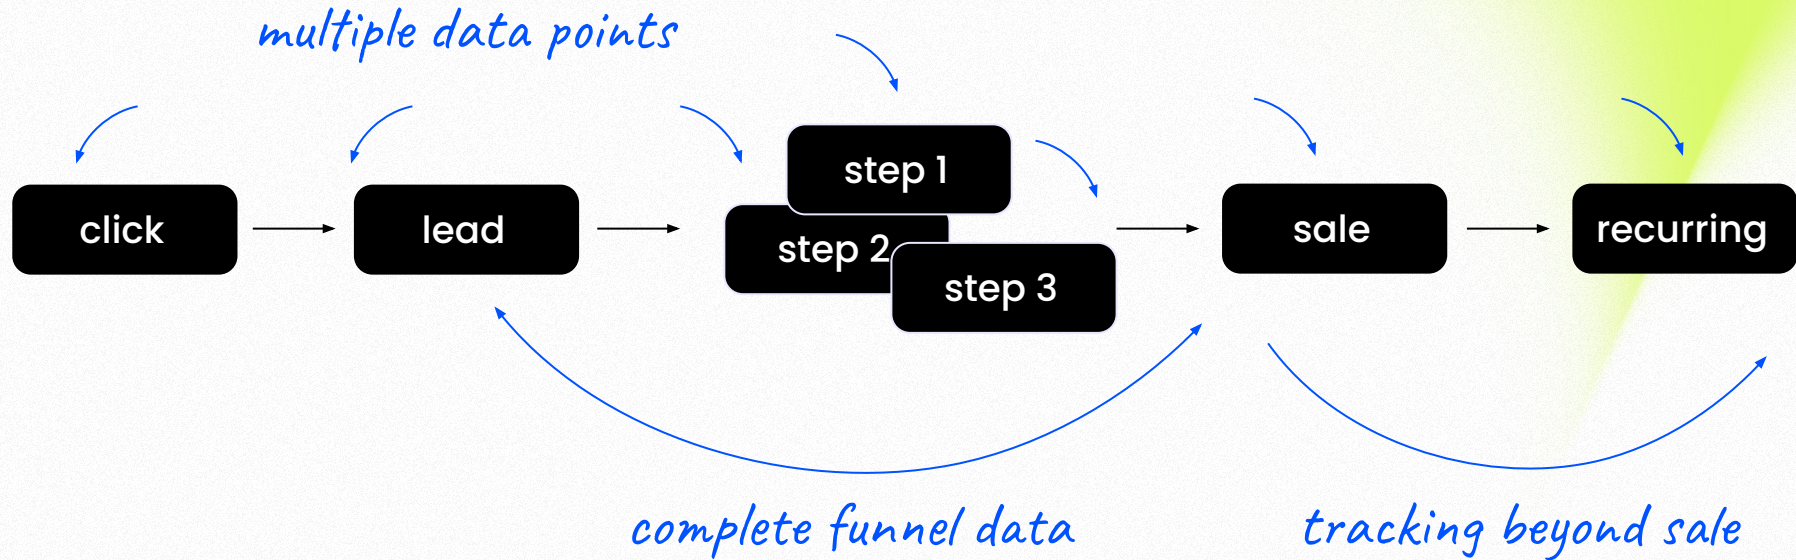 multiple data points
click
lead
step 1
step 2
step 3
sale
recurring
complete funnel data
tracking beyond sale